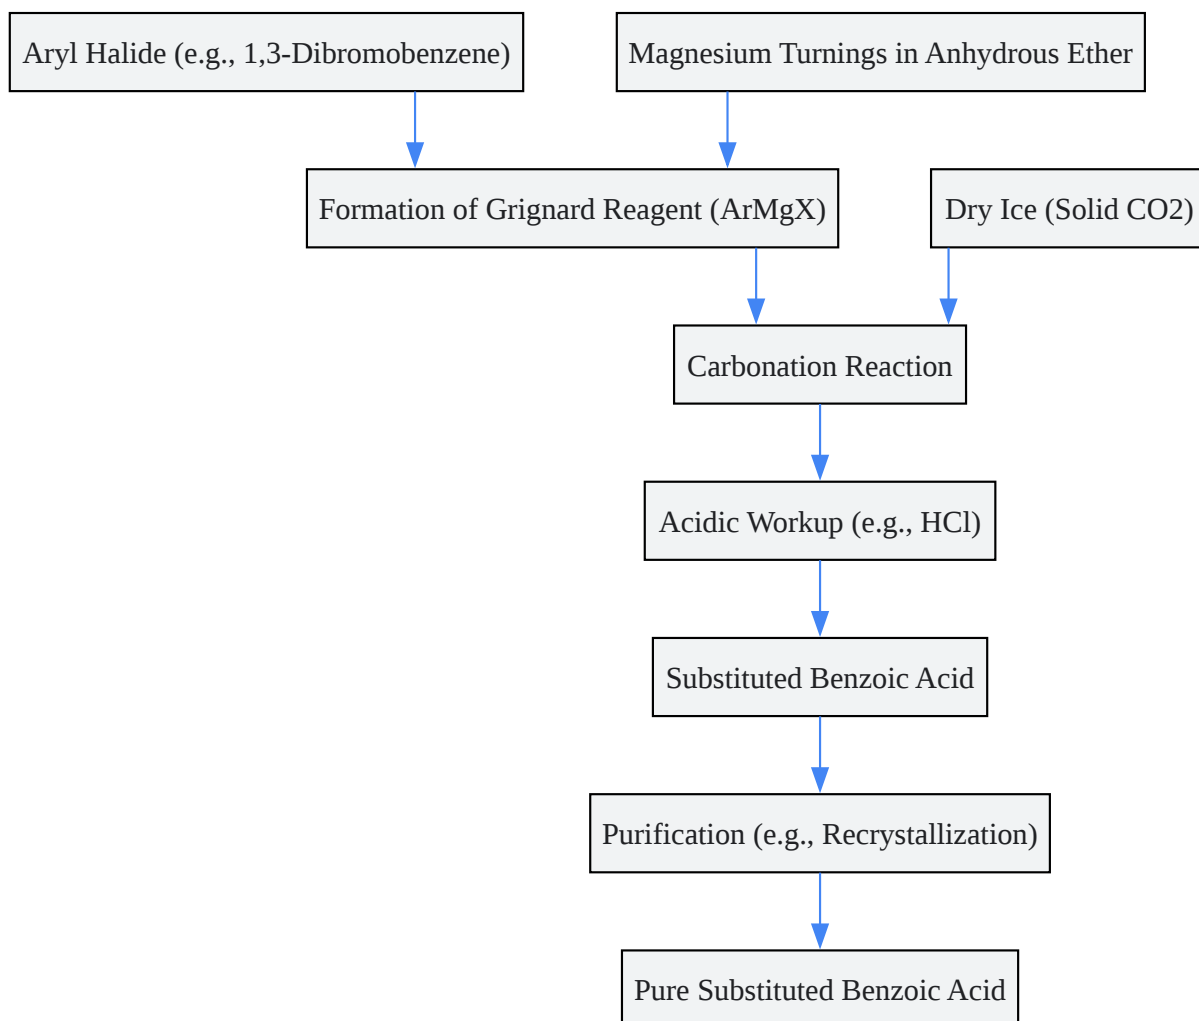 Aryl Halide (e.g., 1,3-Dibromobenzene)
Magnesium Turnings in Anhydrous Ether
Formation of Grignard Reagent (ArMgX)
Dry Ice (Solid CO2)
Carbonation Reaction
Acidic Workup (e.g., HCl)
Substituted Benzoic Acid
Purification (e.g., Recrystallization)
Pure Substituted Benzoic Acid